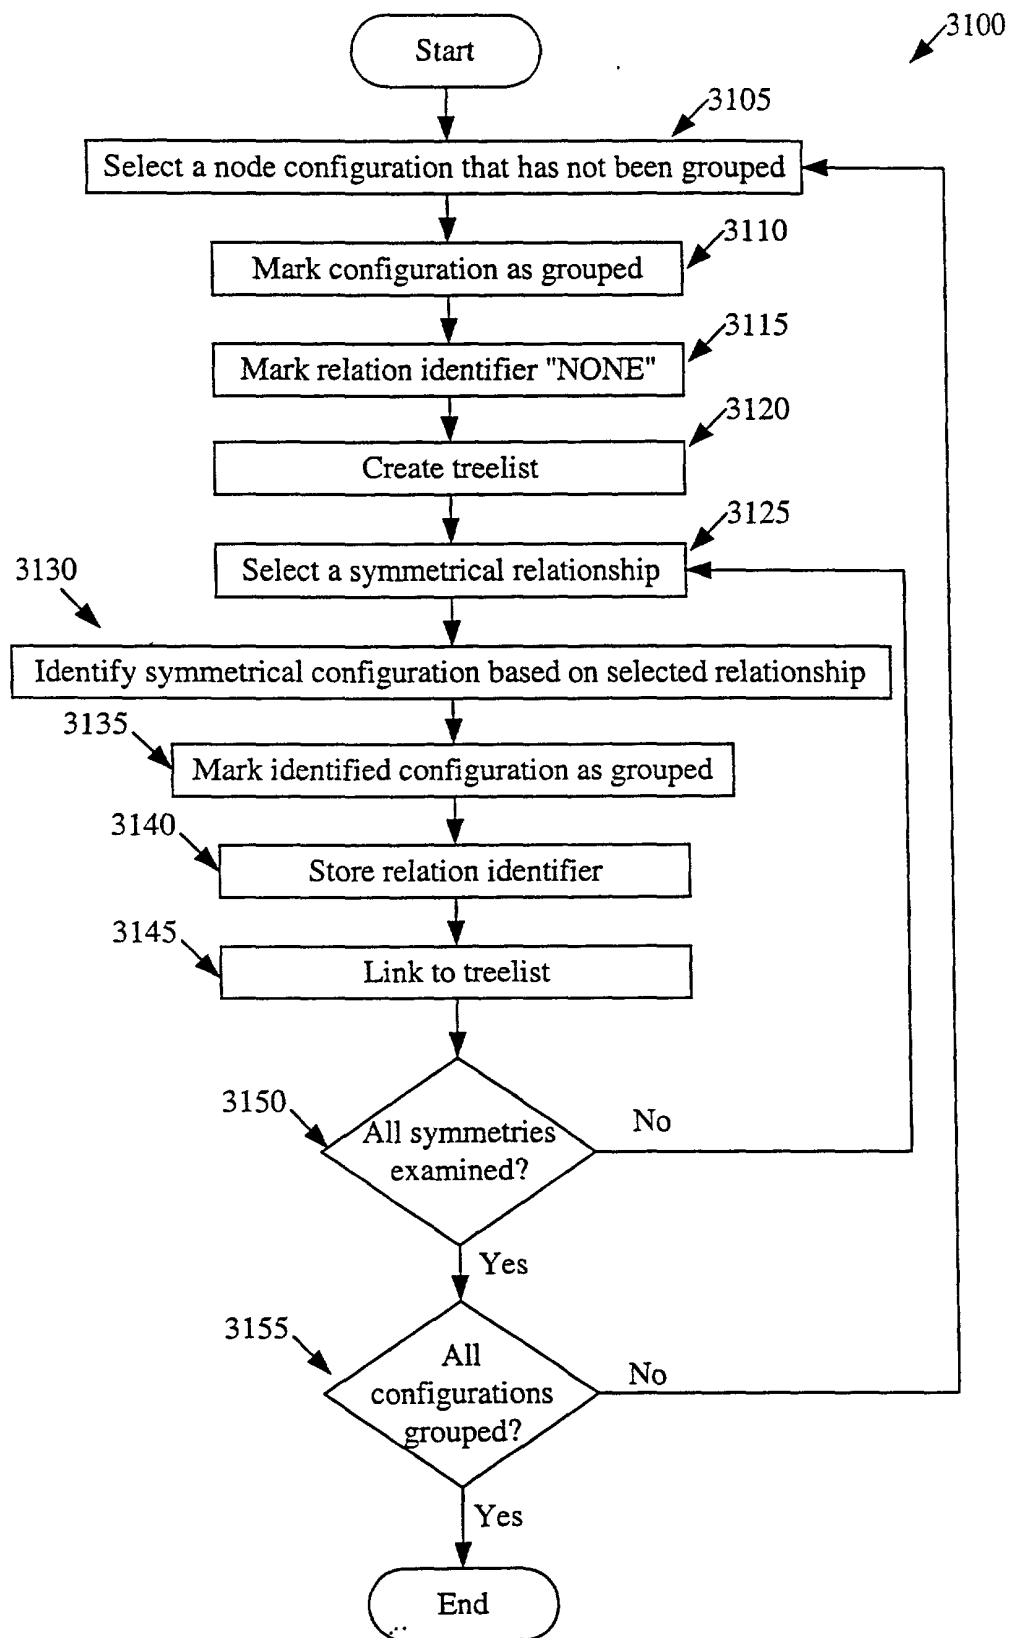 3100
Start
3105
Select a node configuration that has not been grouped
3110
Mark configuration as grouped
3115
Mark relation identifier "NONE"
3120
Create treelist
3125
Select a symmetrical relationship
3130
Identify symmetrical configuration based on selected relationship
3135
Mark identified configuration as grouped
3140
Store relation identifier
3145
Link to treelist
3150
All symmetries
examined?
No
Yes
3155
All
configurations
grouped?
No
Yes
End